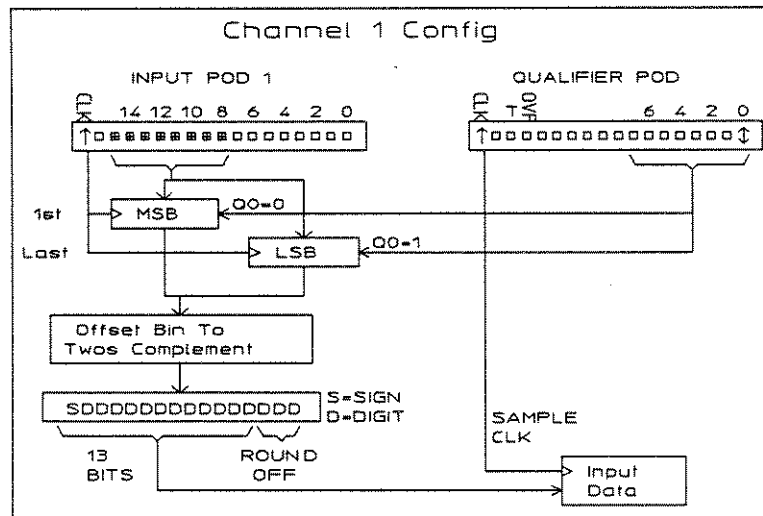 Channel 1 Config
INPUT POD 1
CLK 14 12 10 8 6 4 2 0
QUALIFIER POD
CLK T OVF 6 4 2 0
1st
MSB
Q0=0
Last
LSB
Q0=1
Offset Bin To
Twos Complement
SDDDDDDDDDDDDDDD
S=SIGN
D=DIGIT
13
BITS
ROUND
OFF
SAMPLE
CLK
Input
Data